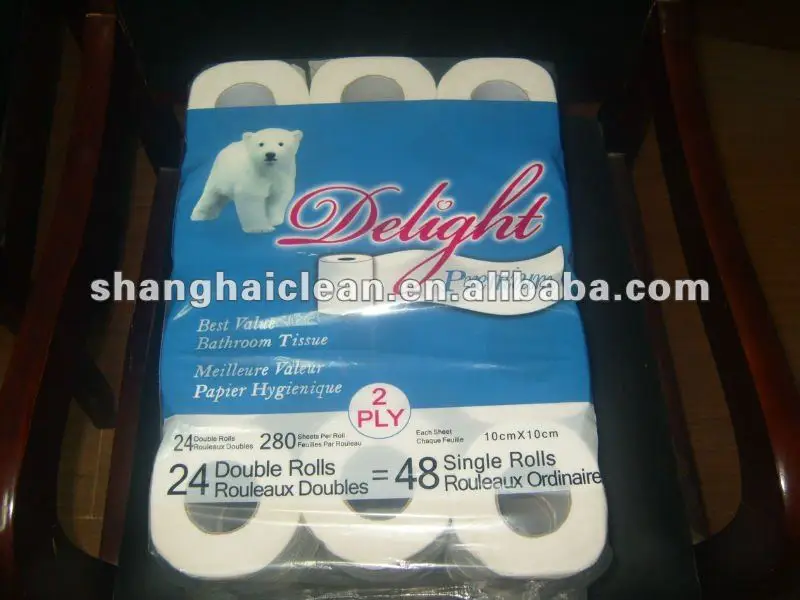 Delight
Premium
shanghaiclean.en.alibaba.com
Best Value
Bathroom Tissue
Meilleure Valeur
Papier Hygienique
2
PLY
24 Double Rolls
Rouleaux Doubles
280 Sheets Per Roll
Feuilles Par Rouleau
Each Sheet
Chaque Feuille
10cmX10cm
24 Double Rolls
Rouleaux Doubles
= 48 Single Rolls
Rouleaux Ordinaire